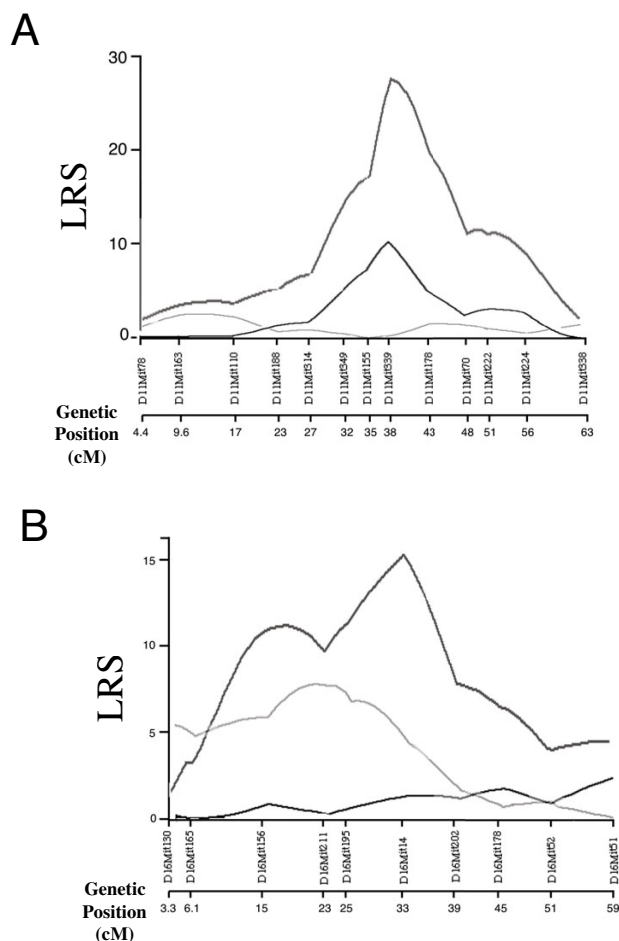 A
30
20
10
0
LRS
D11Mit78
D11Mit163
D11Mit110
D11Mit188
D11Mit314
D11Mit349
D11Mit155
D11Mit339
D11Mit178
D11Mit70
D11Mit222
D11Mit224
D11Mit338
Genetic
Position
(cM)
4.4 9.6 17 23 27 32 35 38 43 48 51 56 63
B
15
10
5
0
LRS
D16Mit130
D16Mit165
D16Mit156
D16Mit211
D16Mit195
D16Mit14
D16Mit202
D16Mit178
D16Mit52
D16Mit51
Genetic
Position
(cM)
3.3 6.1 15 23 25 33 39 45 51 59